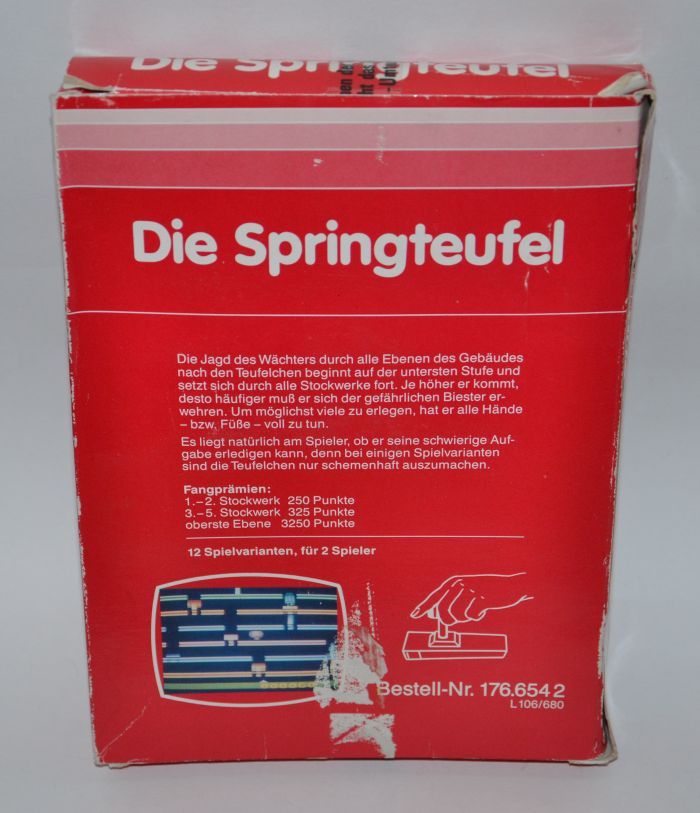 Die Springteufel
Die Springteufel
Die Jagd des Wächters durch alle Ebenen des Gebäudes
nach den Teufelchen beginnt auf der untersten Stufe und
setzt sich durch alle Stockwerke fort. Je höher er kommt,
desto häufiger muß er sich der gefährlichen Biester er-
wehren. Um möglichst viele zu erlegen, hat er alle Hände
– bzw. Füße – voll zu tun.
Es liegt natürlich am Spieler, ob er seine schwierige Auf-
gabe erledigen kann, denn bei einigen Spielvarianten
sind die Teufelchen nur schemenhaft auszumachen.
Fangprämien:
1.–2. Stockwerk 250 Punkte
3.–5. Stockwerk 325 Punkte
oberste Ebene 3250 Punkte
12 Spielvarianten, für 2 Spieler
Bestell-Nr. 176.654 2
L 106/680